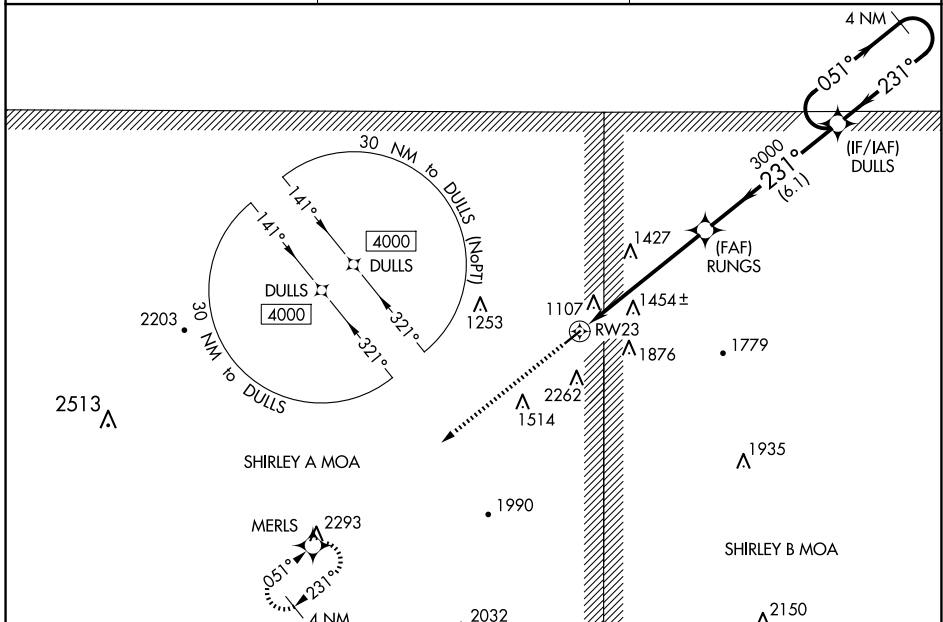 4 NM
051°
231°
(IF/IAF)
DULLS
3000
231°
(6.1)
30 NM to DULLS (NoPT)
141°
141°
4000
DULLS
DULLS
4000
321°
321°
30 NM to DULLS
1427
(FAF)
RUNGS
1253
1107
1454±
RW23
2203
1876
1779
2262
1514
2513
SHIRLEY A MOA
1935
1990
MERLS
2293
SHIRLEY B MOA
051°
231°
4 NM
2032
2150